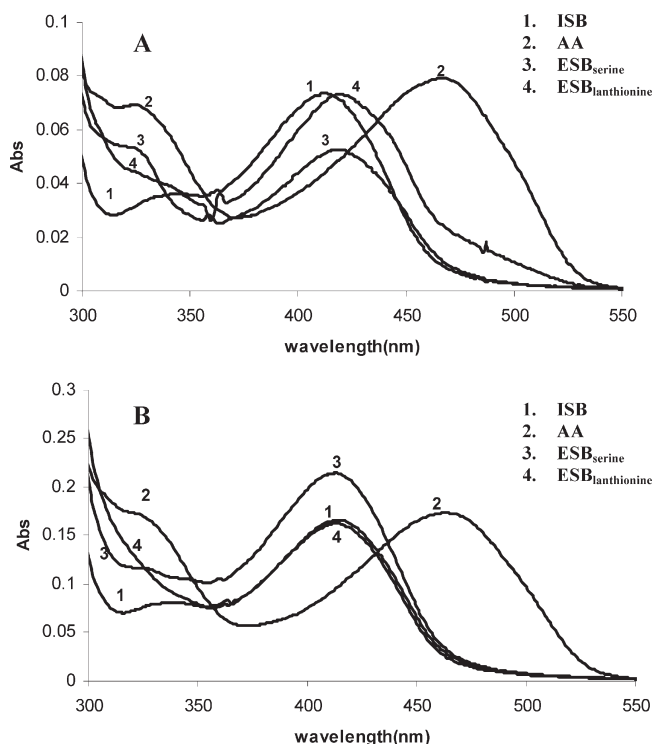 A
1. ISB
2. AA
3. ESBserine
4. ESBlanthionine
0.1
0.08
0.06
0.04
0.02
0
Abs
2
3
4
1
1
4
3
2
300 350 400 450 500 550
wavelength(nm)
B
1. ISB
2. AA
3. ESBserine
4. ESBlanthionine
0.3
0.25
0.2
0.15
0.1
0.05
0
Abs
2
4
3
1
3
1
4
2
300 350 400 450 500 550
wavelength(nm)